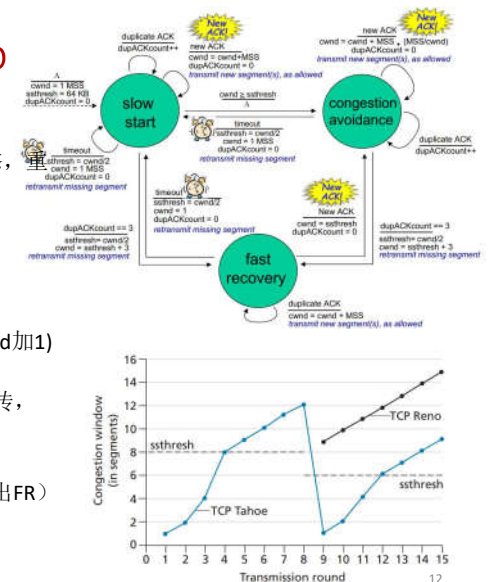 New ACK!
duplicate ACK
dupACKcount++
new ACK
cwnd = cwnd+MSS
dupACKcount = 0
transmit new segment(s), as allowed
New ACK!
new ACK
cwnd = cwnd + MSS * (MSS/cwnd)
dupACKcount = 0
transmit new segment(s), as allowed
Λ
cwnd = 1 MSS
ssthresh = 64 KB
dupACKcount = 0
slow
start
cwnd ≥ ssthresh
Λ
congestion
avoidance
timeout
ssthresh = cwnd/2
cwnd = 1 MSS
dupACKcount = 0
retransmit missing segment
duplicate ACK
dupACKcount++
,重
timeout
ssthresh = cwnd/2
cwnd = 1 MSS
dupACKcount = 0
retransmit missing segment
timeout
ssthresh = cwnd/2
cwnd = 1
dupACKcount = 0
retransmit missing segment
New ACK!
New ACK
cwnd = ssthresh
dupACKcount = 0
dupACKcount == 3
ssthresh= cwnd/2
cwnd = ssthresh + 3
retransmit missing segment
dupACKcount == 3
ssthresh= cwnd/2
cwnd = ssthresh + 3
retransmit missing segment
fast
recovery
duplicate ACK
cwnd = cwnd + MSS
transmit new segment(s), as allowed
d加1)
传,
出FR)
Congestion window
(in segments)
16
14
12
10
8
6
4
2
0
ssthresh
TCP Reno
ssthresh
TCP Tahoe
0 1 2 3 4 5 6 7 8 9 10 11 12 13 14 15
Transmission round
12